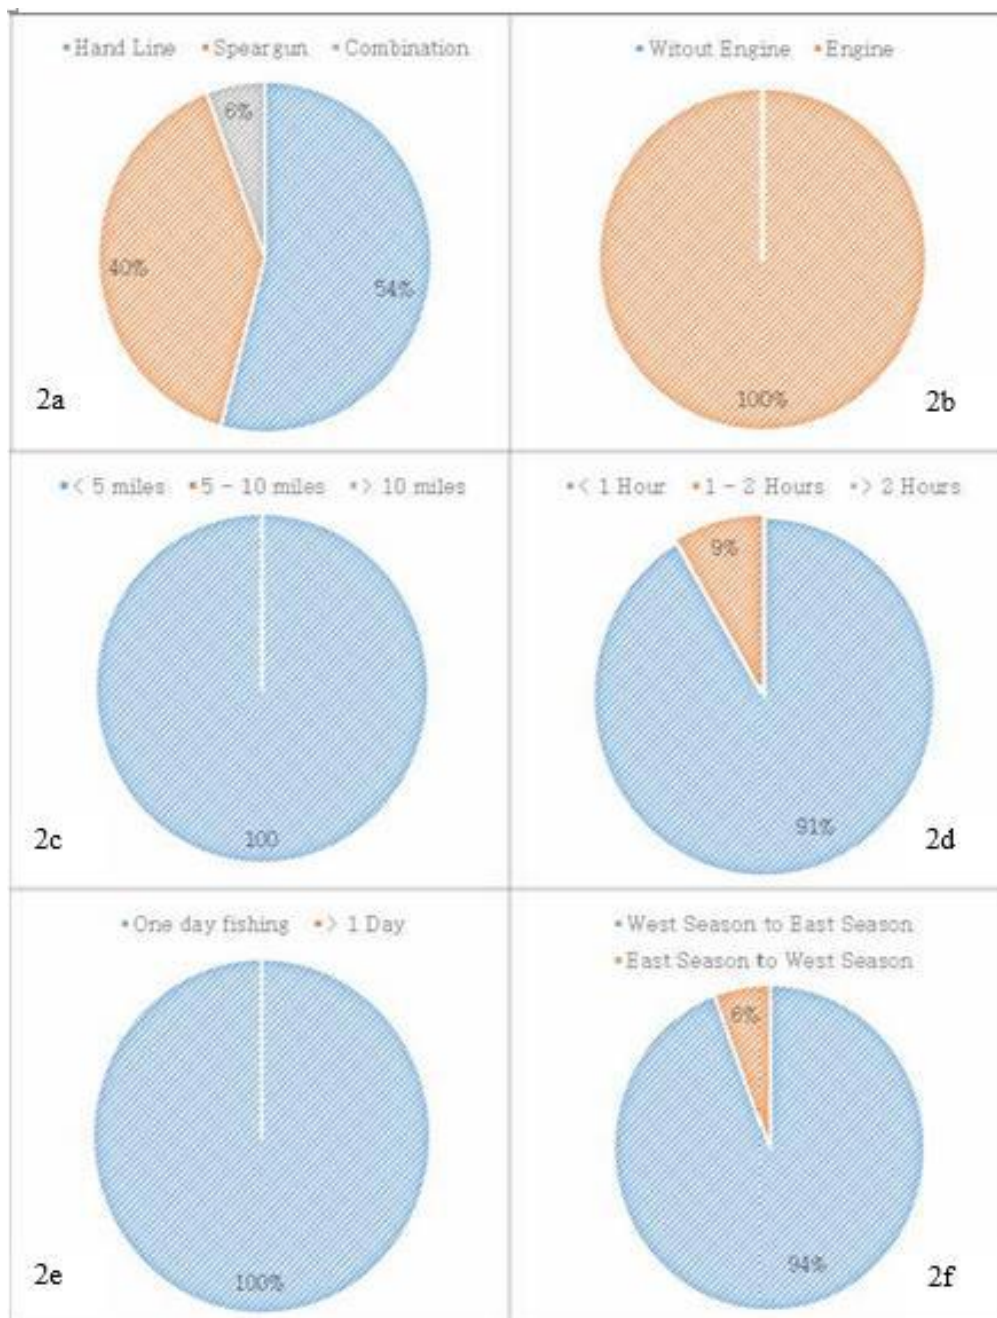 Hand Line Speargun Combination
6%
40%
54%
2a
Witout Engine Engine
100%
2b
< 5 miles 5 - 10 miles > 10 miles
100
2c
< 1 Hour 1 - 2 Hours > 2 Hours
9%
91%
2d
One day fishing > 1 Day
100%
2e
West Season to East Season
East Season to West Season
6%
94%
2f